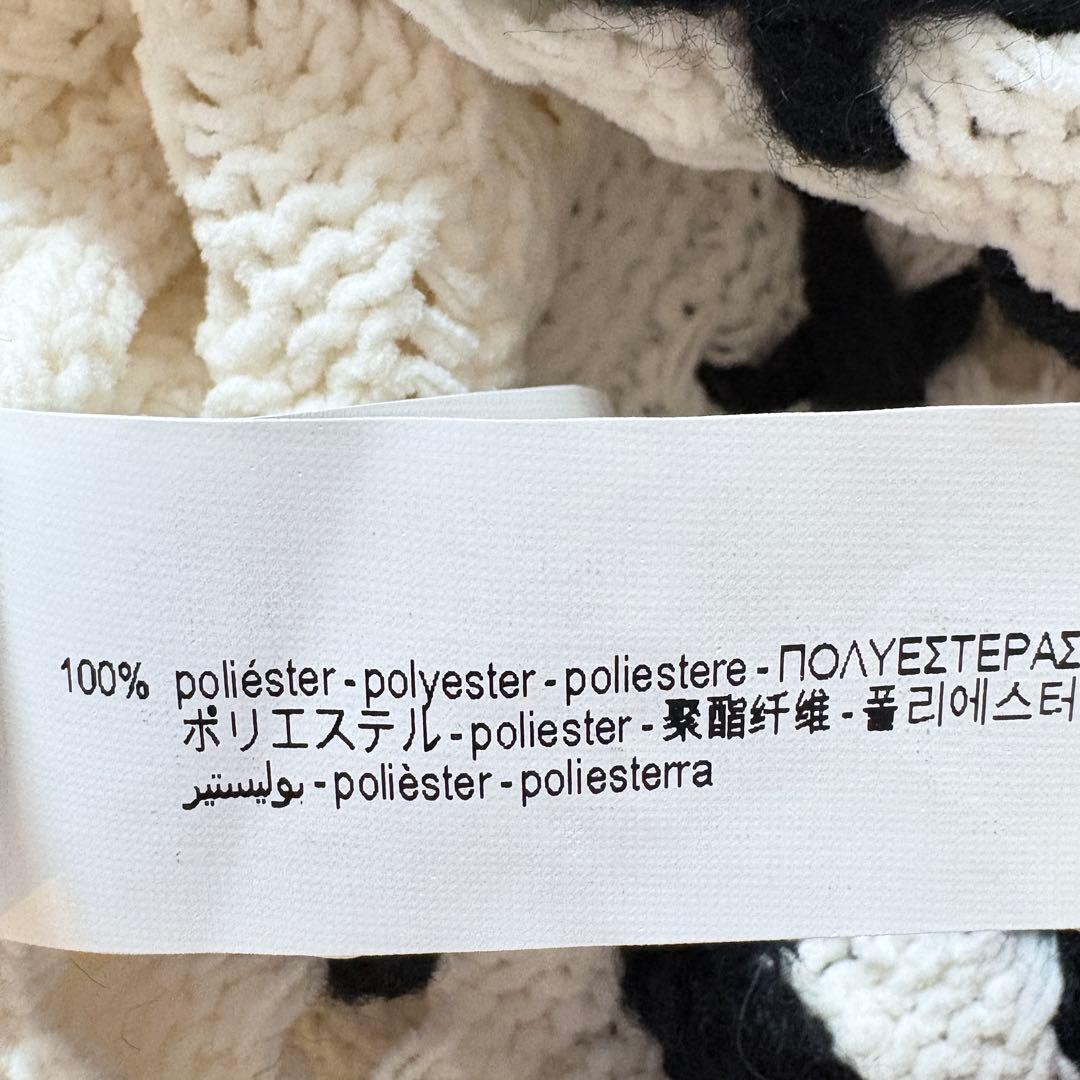 100% poliéster - polyester - poliestere - ΠΟΛΥΕΣΤΕΡΑΣ
ポリエステル - poliester - 聚酯纤维 - 폴리에스터
بوليستير - polièster - poliesterra